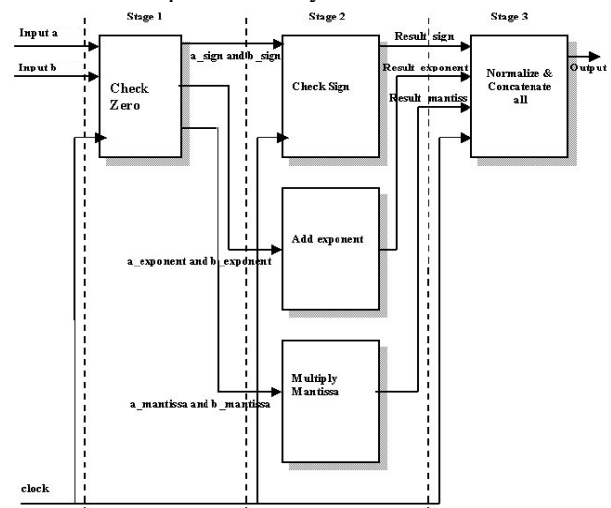 Stage 1
Stage 2
Stage 3
Input a
Input b
Check
Zero
a_sign and b_sign
Check Sign
Result_sign
Result_exponent
Result_mantiss
Normalize &
Concatenate
all
Output
Add exponent
a_exponent and b_exponent
Multiply
Mantissa
a_mantissa and b_mantissa
clock